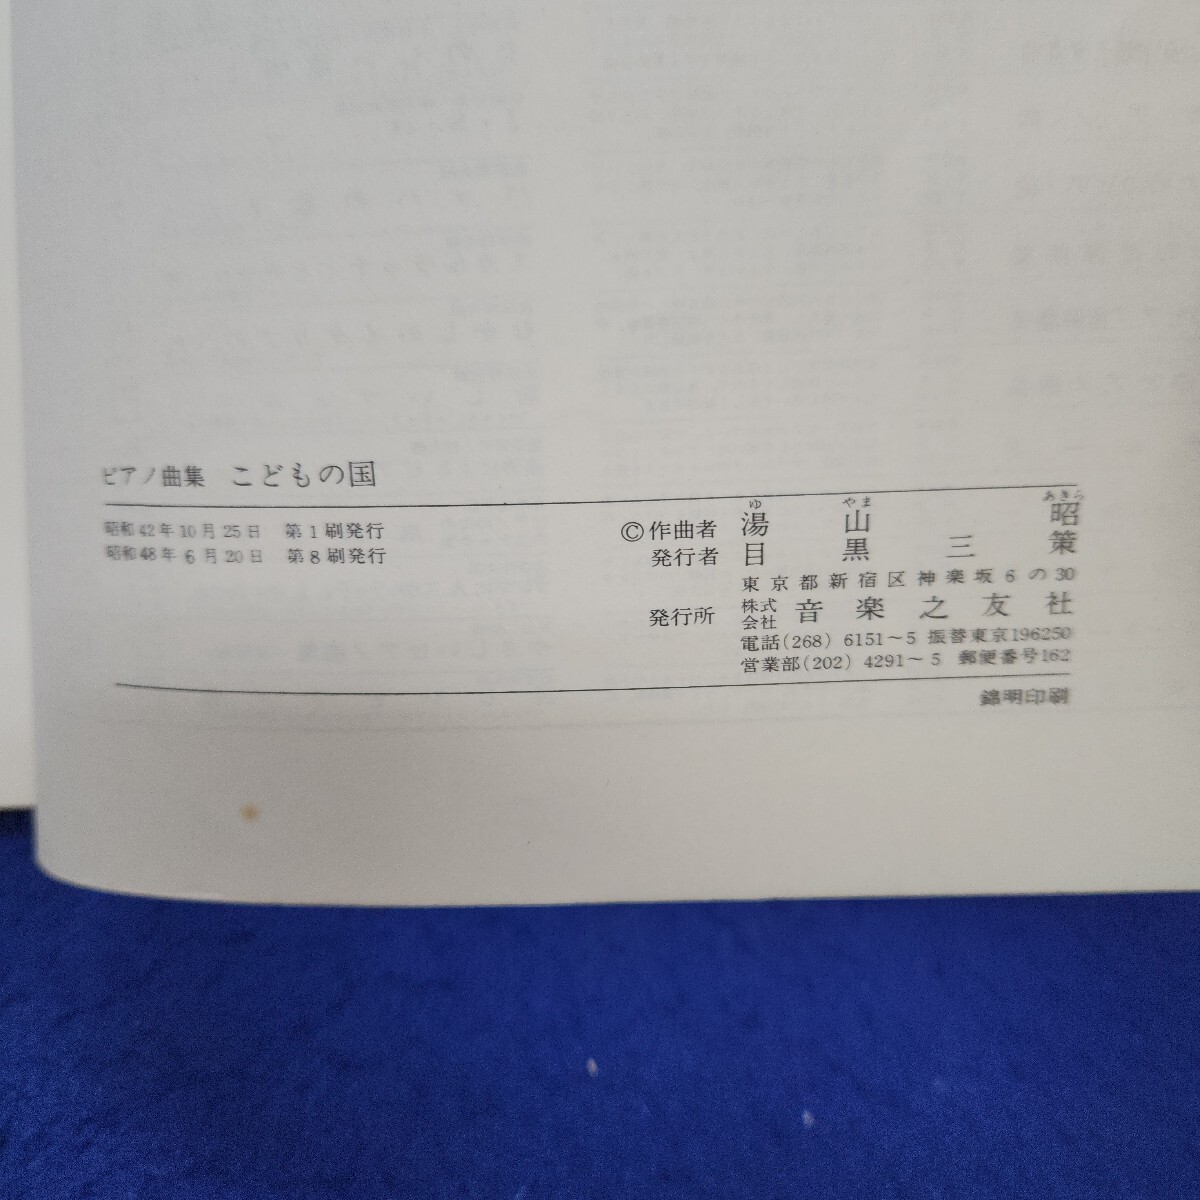 ピアノ曲集 こどもの国
昭和42年10月25日 第1刷発行
昭和48年6月20日 第8刷発行
ゆ やま あきら
©作曲者 湯山昭
発行者 目黒三策
東京都新宿区神楽坂6の30
発行所 株式会社 音楽之友社
電話(268) 6151～5 振替東京196250
営業部(202) 4291～5 郵便番号162
錦明印刷